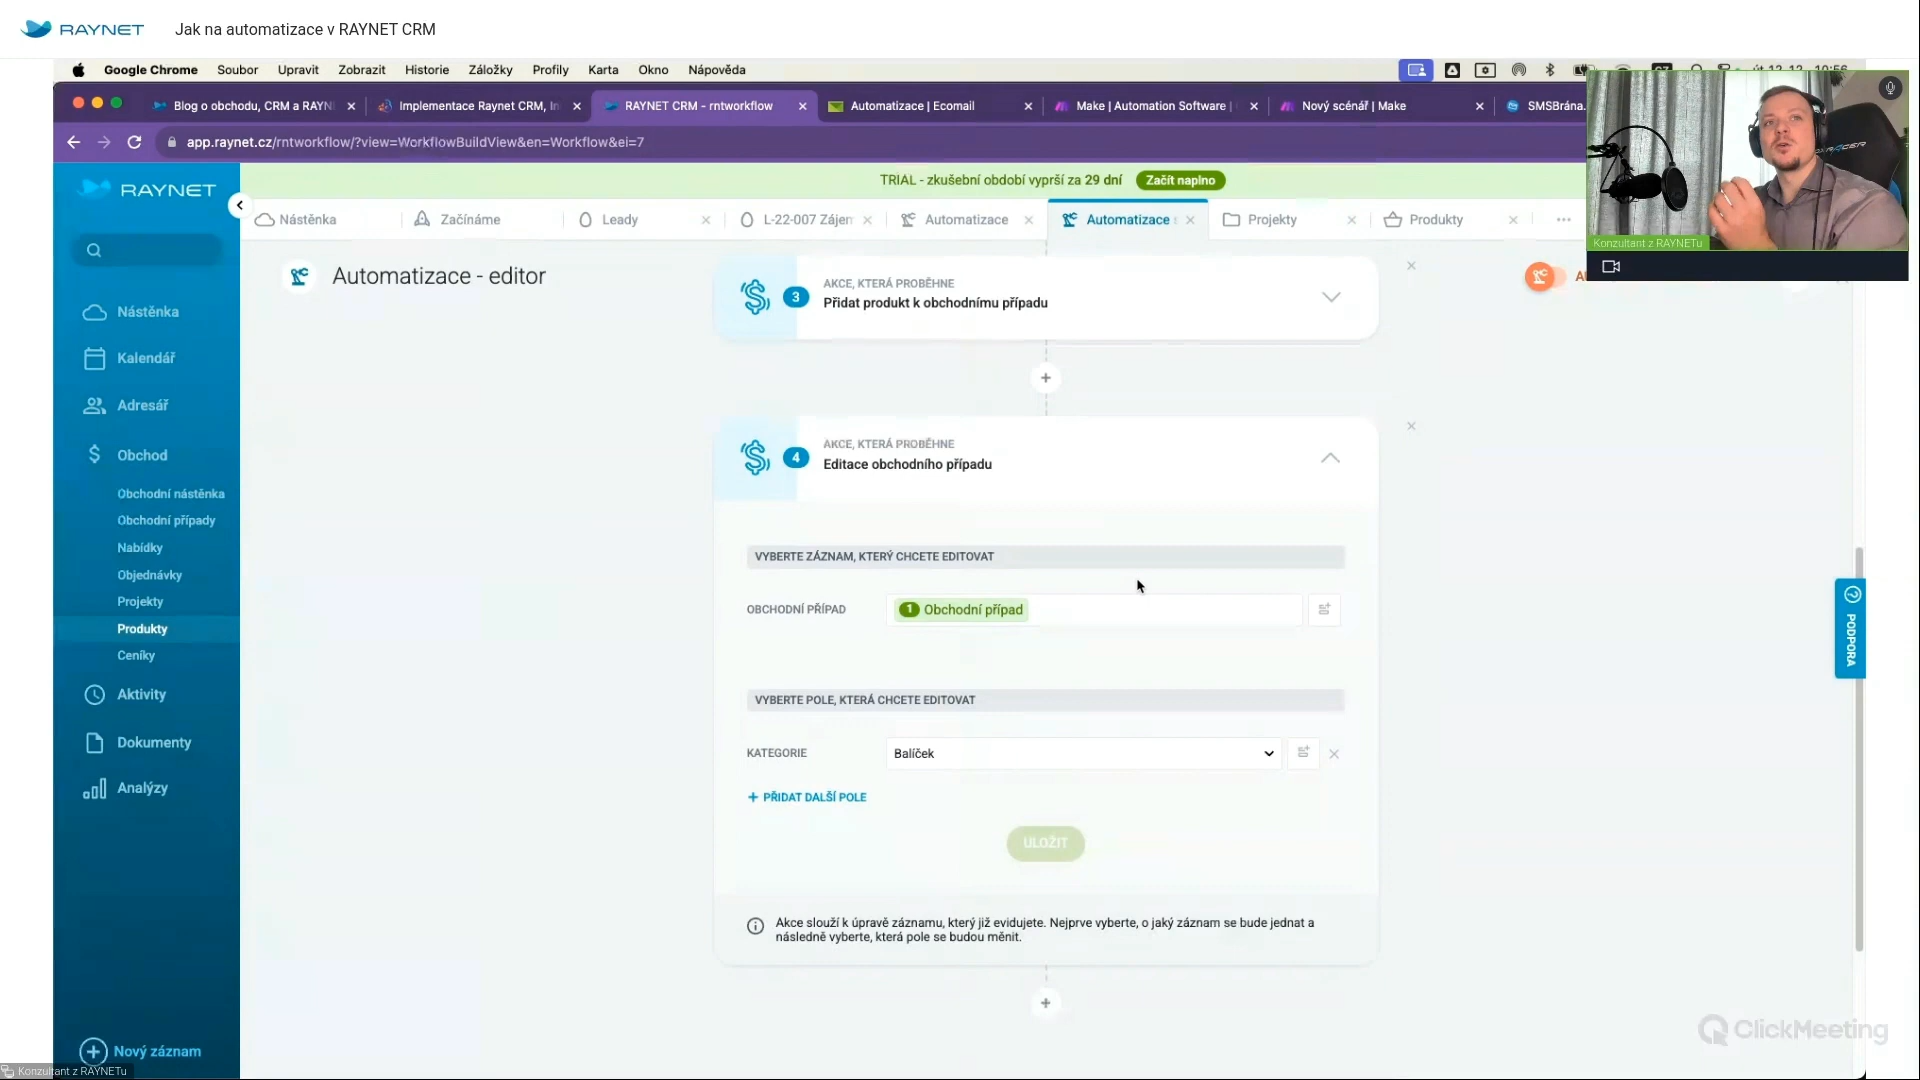 RAYNET Jak na automatizace v RAYNET CRM
Google Chrome Soubor Upravit Zobrazit Historie Záložky Profily Karta Okno Nápověda
Blog o obchodu, CRM a RAYN Implementace Raynet CRM, In RAYNET CRM - rntworkflow Automatizace | Ecomail Make | Automation Software | Nový scénář | Make SMSBrána.
app.raynet.cz/rntworkflow/?view=WorkflowBuildView&en=Workflow&ei=7
RAYNET
TRIAL - zkušební období vyprší za 29 dní Začít naplno
Nástěnka Začínáme Leady L-22-007 Zájem Automatizace Automatizace Projekty Produkty
Konzultant z RAYNETu
Automatizace - editor
Nástěnka
Kalendář
Adresář
Obchod
Obchodní nástěnka
Obchodní případy
Nabídky
Objednávky
Projekty
Produkty
Ceníky
Aktivity
Dokumenty
Analýzy
Nový záznam
AKCE, KTERÁ PROBĚHNE
3 Přidat produkt k obchodnímu případu
+
AKCE, KTERÁ PROBĚHNE
4 Editace obchodního případu
VYBERTE ZÁZNAM, KTERÝ CHCETE EDITOVAT
OBCHODNÍ PŘÍPAD 1 Obchodní případ
VYBERTE POLE, KTERÁ CHCETE EDITOVAT
KATEGORIE Balíček
+ PŘIDAT DALŠÍ POLE
ULOŽIT
Akce slouží k úpravě záznamu, který již evidujete. Nejprve vyberte, o jaký záznam se bude jednat a
následně vyberte, která pole se budou měnit.
+
PODPORA
ClickMeeting
Konzultant z RAYNETu